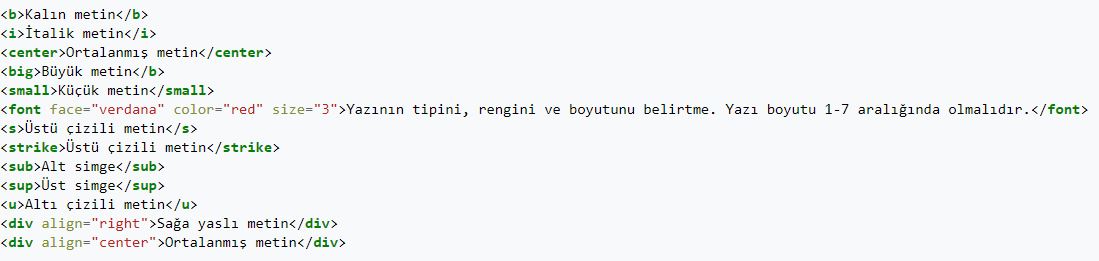 <b>Kalın metin</b>
<i>İtalik metin</i>
<center>Ortalanmış metin</center>
<big>Büyük metin</b>
<small>Küçük metin</small>
<font face="verdana" color="red" size="3">Yazının tipini, rengini ve boyutunu belirtme. Yazı boyutu 1-7 aralığında olmalıdır.</font>
<s>Üstü çizili metin</s>
<strike>Üstü çizili metin</strike>
<sub>Alt simge</sub>
<sup>Üst simge</sup>
<u>Altı çizili metin</u>
<div align="right">Sağa yaslı metin</div>
<div align="center">Ortalanmış metin</div>